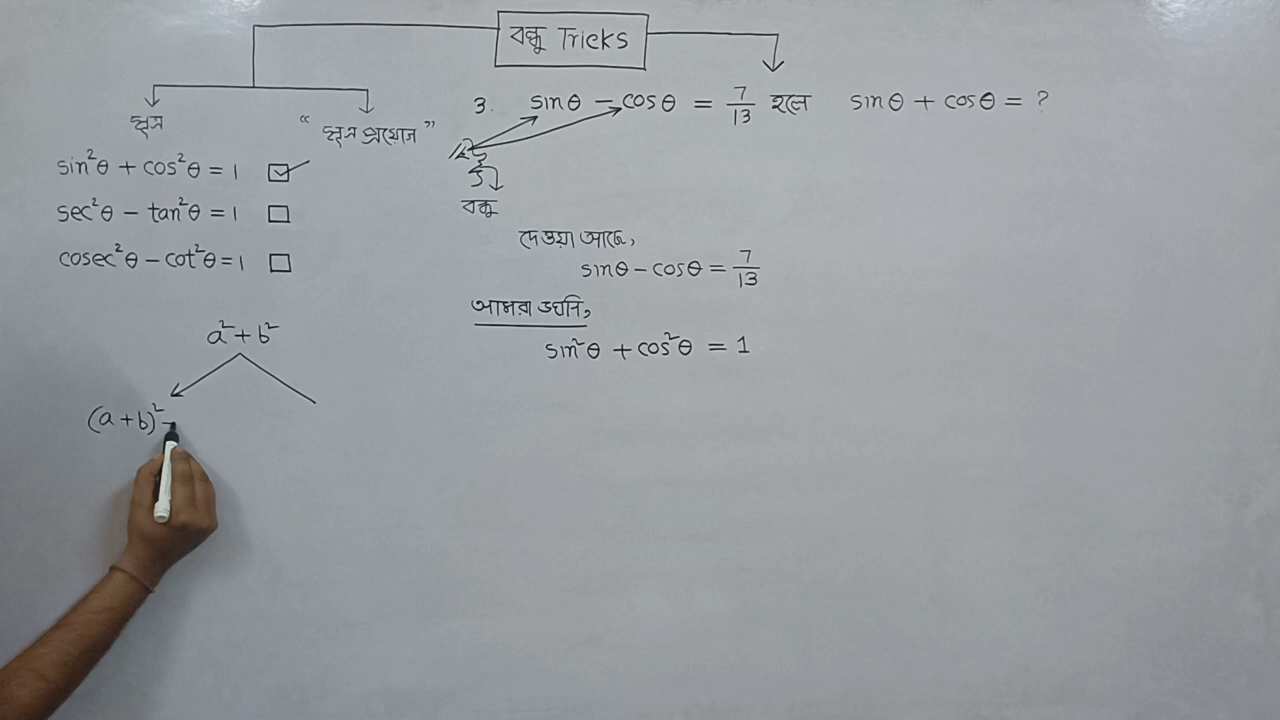 বন্ধু Tricks
সূত্র
" সূত্র প্রয়োগ "
sin²θ + cos²θ = 1
sec²θ − tan²θ = 1
cosec²θ − cot²θ = 1
a² + b²
(a + b)² −
3. sinθ − cosθ = 7/13 হলে sinθ + cosθ = ?
বন্ধু
দেওয়া আছে,
sinθ − cosθ = 7/13
আমরা জানি,
sin²θ + cos²θ = 1